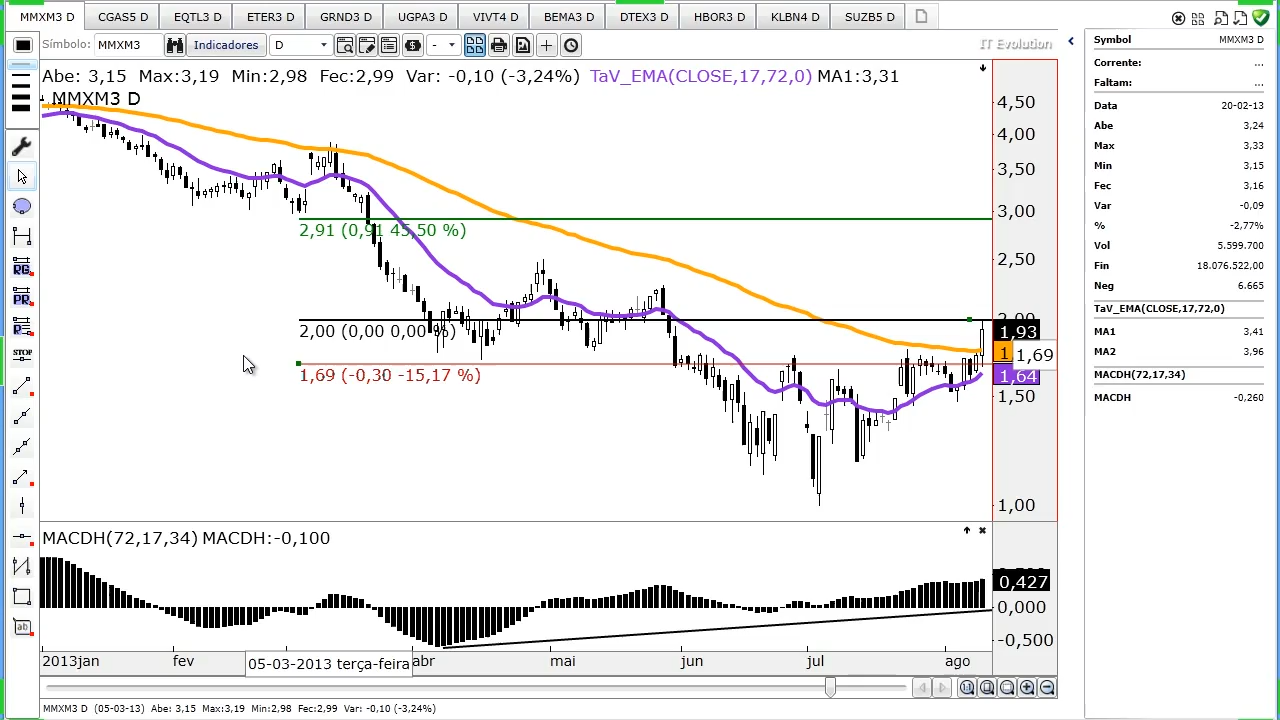 MMXM3 D CGAS5 D EQTL3 D ETER3 D GRND3 D UGPA3 D VIVT4 D BEMA3 D DTEX3 D HBOR3 D KLBN4 D SUZB5 D
Símbolo: MMXM3 Indicadores D - IT Evolution
Abe: 3,15 Max:3,19 Min:2,98 Fec:2,99 Var: -0,10 (-3,24%) TaV_EMA(CLOSE,17,72,0) MA1:3,31
MMXM3 D
4,50
4,00
3,50
3,00
2,91 (0,91 45,50 %)
2,50
2,00
2,00 (0,00 0,00 %)
1,93
1,69
1,69 (-0,30 -15,17 %)
1,64
1,50
1,00
RG
PR
STOP
ab
MACDH(72,17,34) MACDH:-0,100
0,427
0,000
-0,500
2013jan fev 05-03-2013 terça-feira abr mai jun jul ago
MMXM3 D (05-03-13) Abe: 3,15 Max:3,19 Min:2,98 Fec:2,99 Var: -0,10 (-3,24%)
Symbol MMXM3 D
Corrente: ...
Faltam: ...
Data 20-02-13
Abe 3,24
Max 3,33
Min 3,15
Fec 3,16
Var -0,09
% -2,77%
Vol 5.599.700
Fin 18.076.522,00
Neg 6.665
TaV_EMA(CLOSE,17,72,0)
MA1 3,41
MA2 3,96
MACDH(72,17,34)
MACDH -0,260